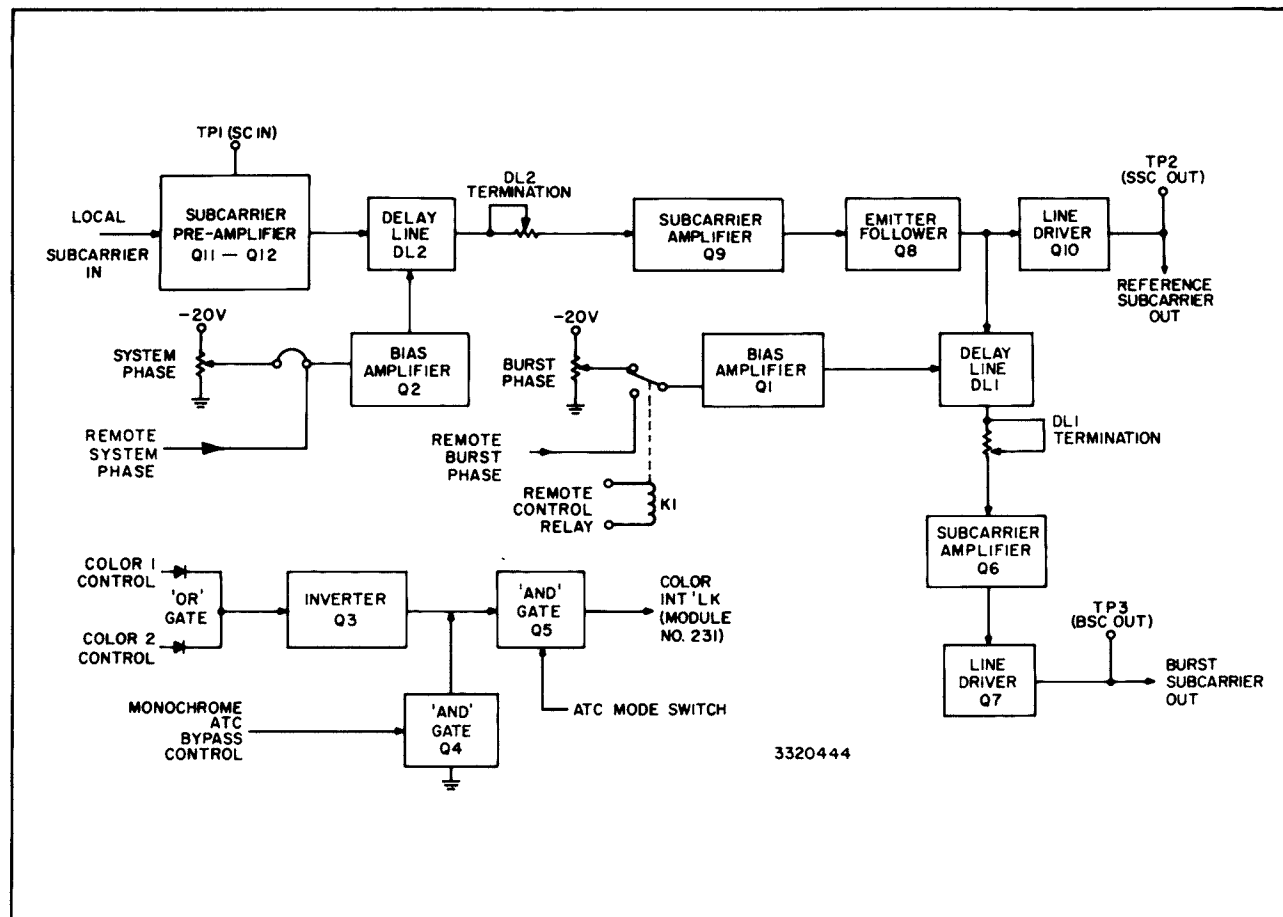 TP1 (SC IN)
LOCAL
SUBCARRIER
IN
SUBCARRIER
PRE-AMPLIFIER
Q11 — Q12
DELAY
LINE
DL2
DL2
TERMINATION
SUBCARRIER
AMPLIFIER
Q9
EMITTER
FOLLOWER
Q8
LINE
DRIVER
Q10
TP2
(SSC OUT)
REFERENCE
SUBCARRIER
OUT
-20V
SYSTEM
PHASE
BIAS
AMPLIFIER
Q2
REMOTE
SYSTEM
PHASE
-20V
BURST
PHASE
BIAS
AMPLIFIER
Q1
DELAY
LINE
DL1
DL1
TERMINATION
REMOTE
BURST
PHASE
REMOTE
CONTROL
RELAY
K1
SUBCARRIER
AMPLIFIER
Q6
LINE
DRIVER
Q7
TP3
(BSC OUT)
BURST
SUBCARRIER
OUT
COLOR 1
CONTROL
'OR'
GATE
COLOR 2
CONTROL
INVERTER
Q3
'AND'
GATE
Q5
COLOR
INT'LK
(MODULE
NO. 231)
MONOCHROME
ATC
BYPASS
CONTROL
'AND'
GATE
Q4
ATC MODE SWITCH
3320444